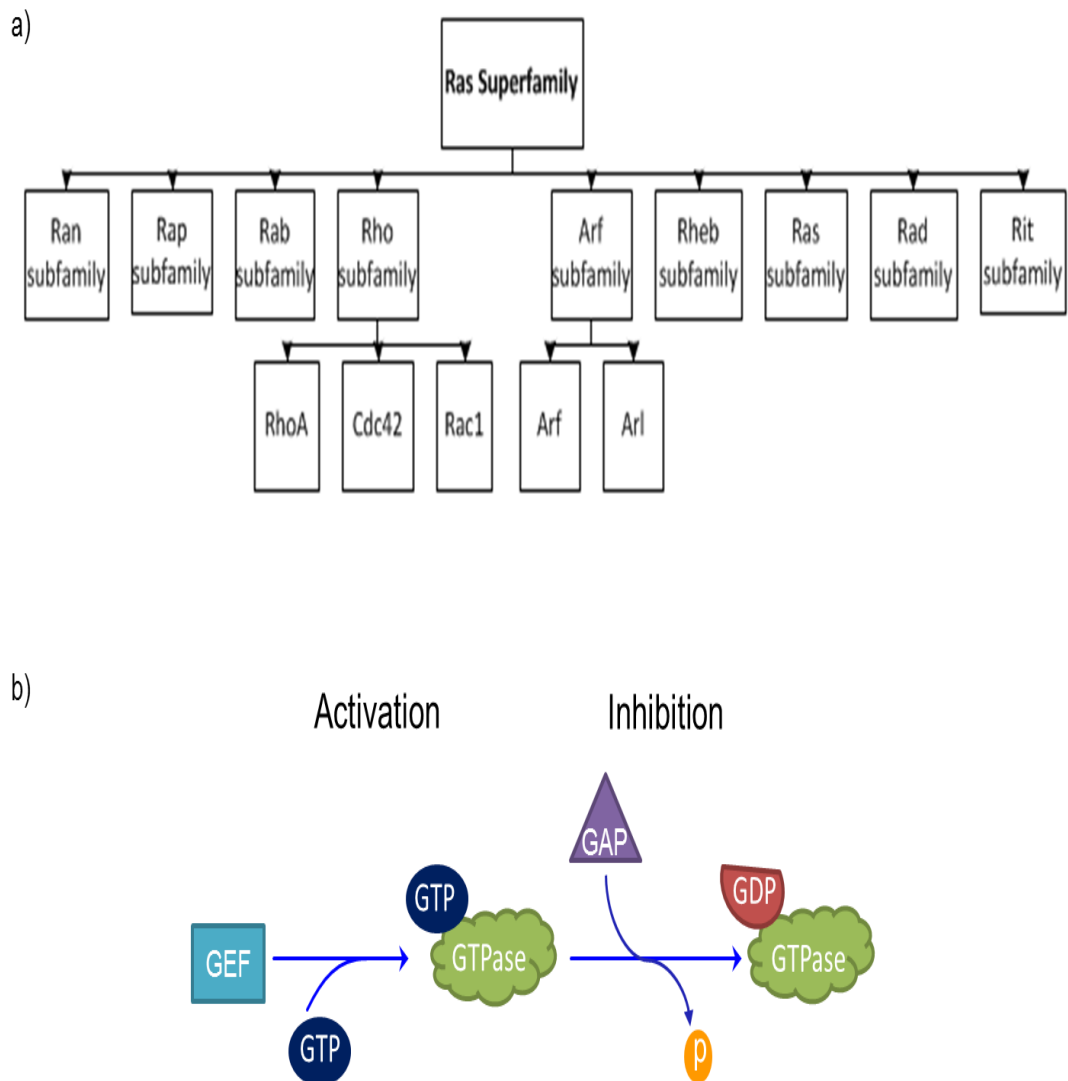 a)
Ras Superfamily
Ran subfamily
Rap subfamily
Rab subfamily
Rho subfamily
Arf subfamily
Rheb subfamily
Ras subfamily
Rad subfamily
Rit subfamily
RhoA
Cdc42
Rac1
Arf
Arl
b)
Activation
Inhibition
GAP
GTP
GDP
GEF
GTPase
GTPase
GTP
p